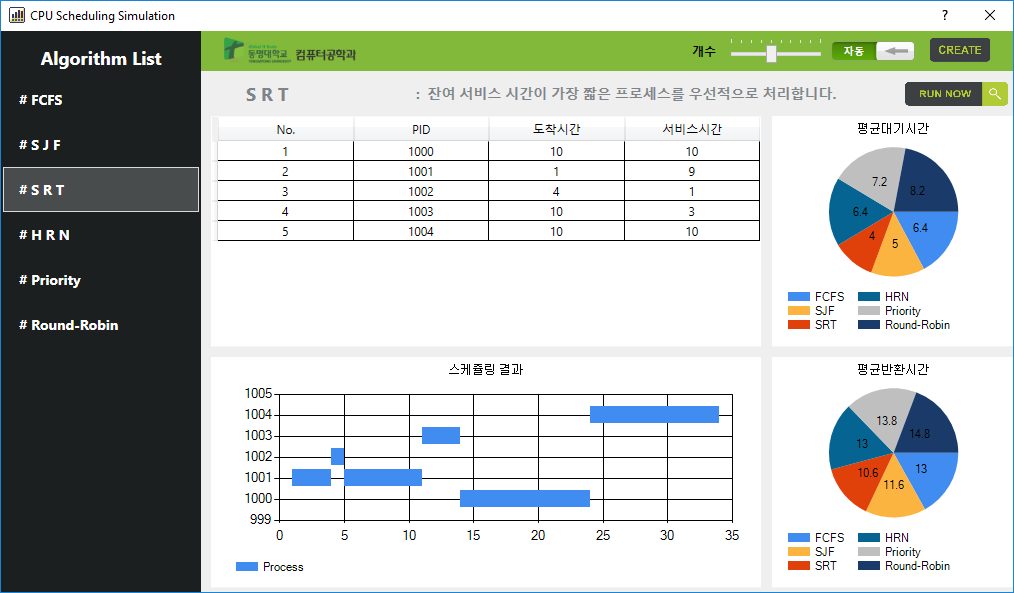 CPU Scheduling Simulation
?
Algorithm List
# FCFS
# S J F
# S R T
# H R N
# Priority
# Round-Robin
동명대학교 컴퓨터공학과
개수
자동
CREATE
S R T
: 잔여 서비스 시간이 가장 짧은 프로세스를 우선적으로 처리합니다.
RUN NOW
No. PID 도착시간 서비스시간
1 1000 10 10
2 1001 1 9
3 1002 4 1
4 1003 10 3
5 1004 10 10
평균대기시간
7.2 8.2
6.4 6.4
4 5
FCFS HRN
SJF Priority
SRT Round-Robin
스케쥴링 결과
1005
1004
1003
1002
1001
1000
999
0 5 10 15 20 25 30 35
Process
평균반환시간
13.8 14.8
13 13
10.6 11.6
FCFS HRN
SJF Priority
SRT Round-Robin